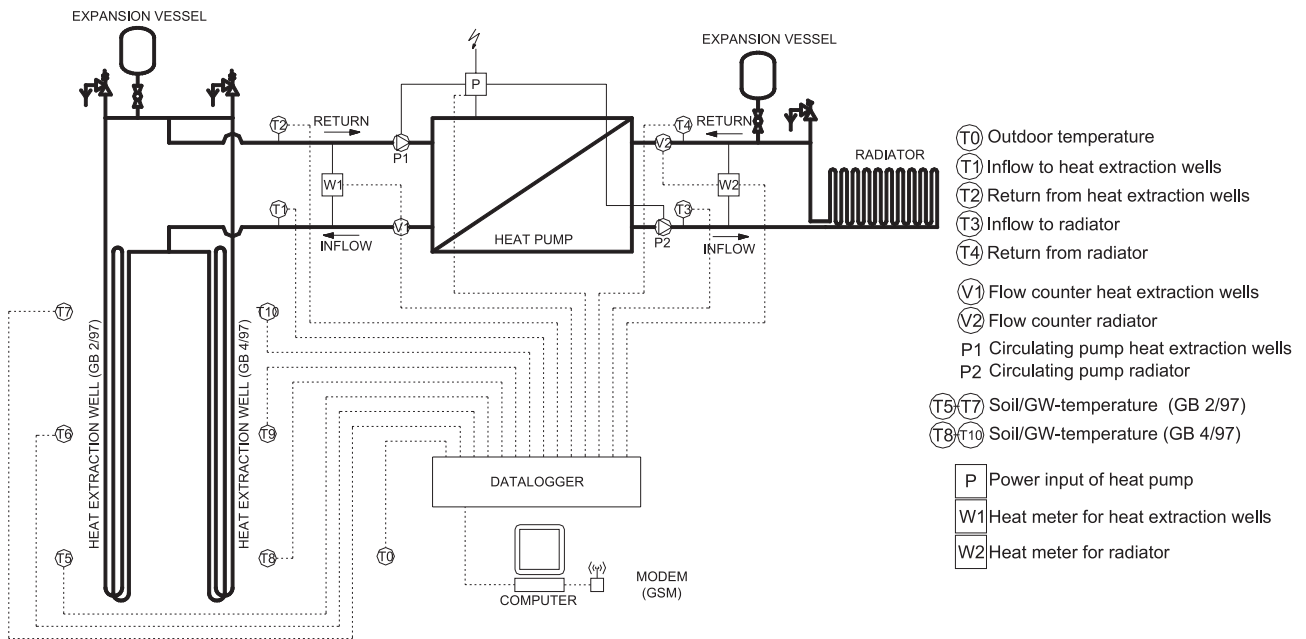 EXPANSION VESSEL
EXPANSION VESSEL
P
T2
RETURN
P1
V2
T4
RETURN
RADIATOR
W1
W2
T1
INFLOW
V1
HEAT PUMP
P2
T3
INFLOW
T7
HEAT EXTRACTION WELL (GB 2/97)
HEAT EXTRACTION WELL (GB 4/97)
T10
T6
T9
T5
T8
T0
DATALOGGER
COMPUTER
MODEM
(GSM)
T0 Outdoor temperature
T1 Inflow to heat extraction wells
T2 Return from heat extraction wells
T3 Inflow to radiator
T4 Return from radiator
V1 Flow counter heat extraction wells
V2 Flow counter radiator
P1 Circulating pump heat extraction wells
P2 Circulating pump radiator
T5-T7 Soil/GW-temperature (GB 2/97)
T8-T10 Soil/GW-temperature (GB 4/97)
P Power input of heat pump
W1 Heat meter for heat extraction wells
W2 Heat meter for radiator